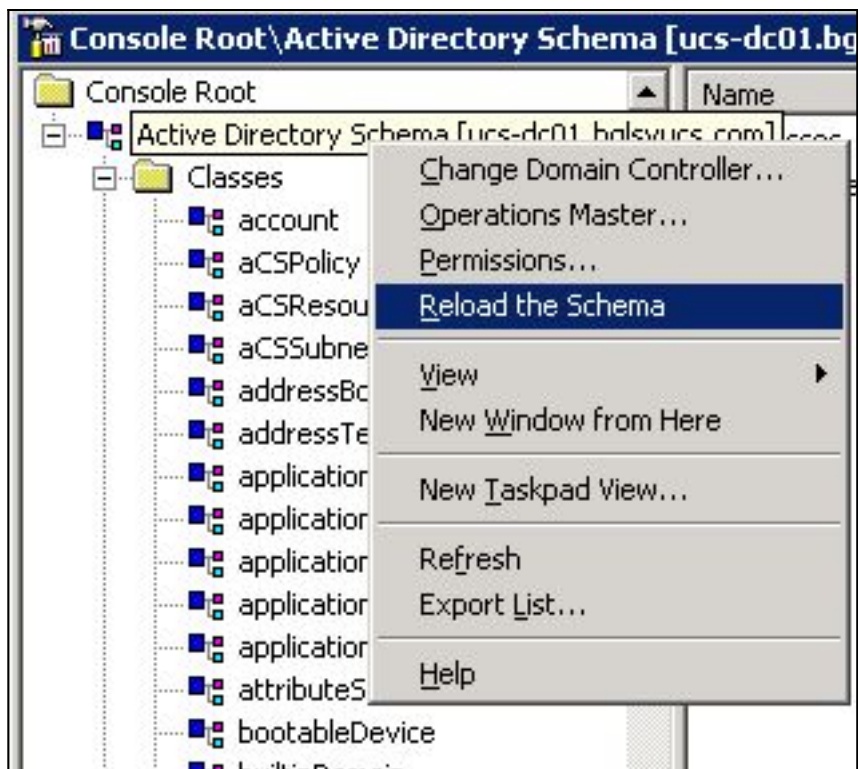 Console Root\Active Directory Schema [ucs-dc01.bg
Console Root
Name
Active Directory Schema [ucs-dc01.bglsyucs.com]
Classes
account
aCSPolicy
aCSResou
aCSSubne
addressBo
addressTe
application
application
application
application
application
attributeS
bootableDevice
Change Domain Controller...
Operations Master...
Permissions...
Reload the Schema
View
New Window from Here
New Taskpad View...
Refresh
Export List...
Help